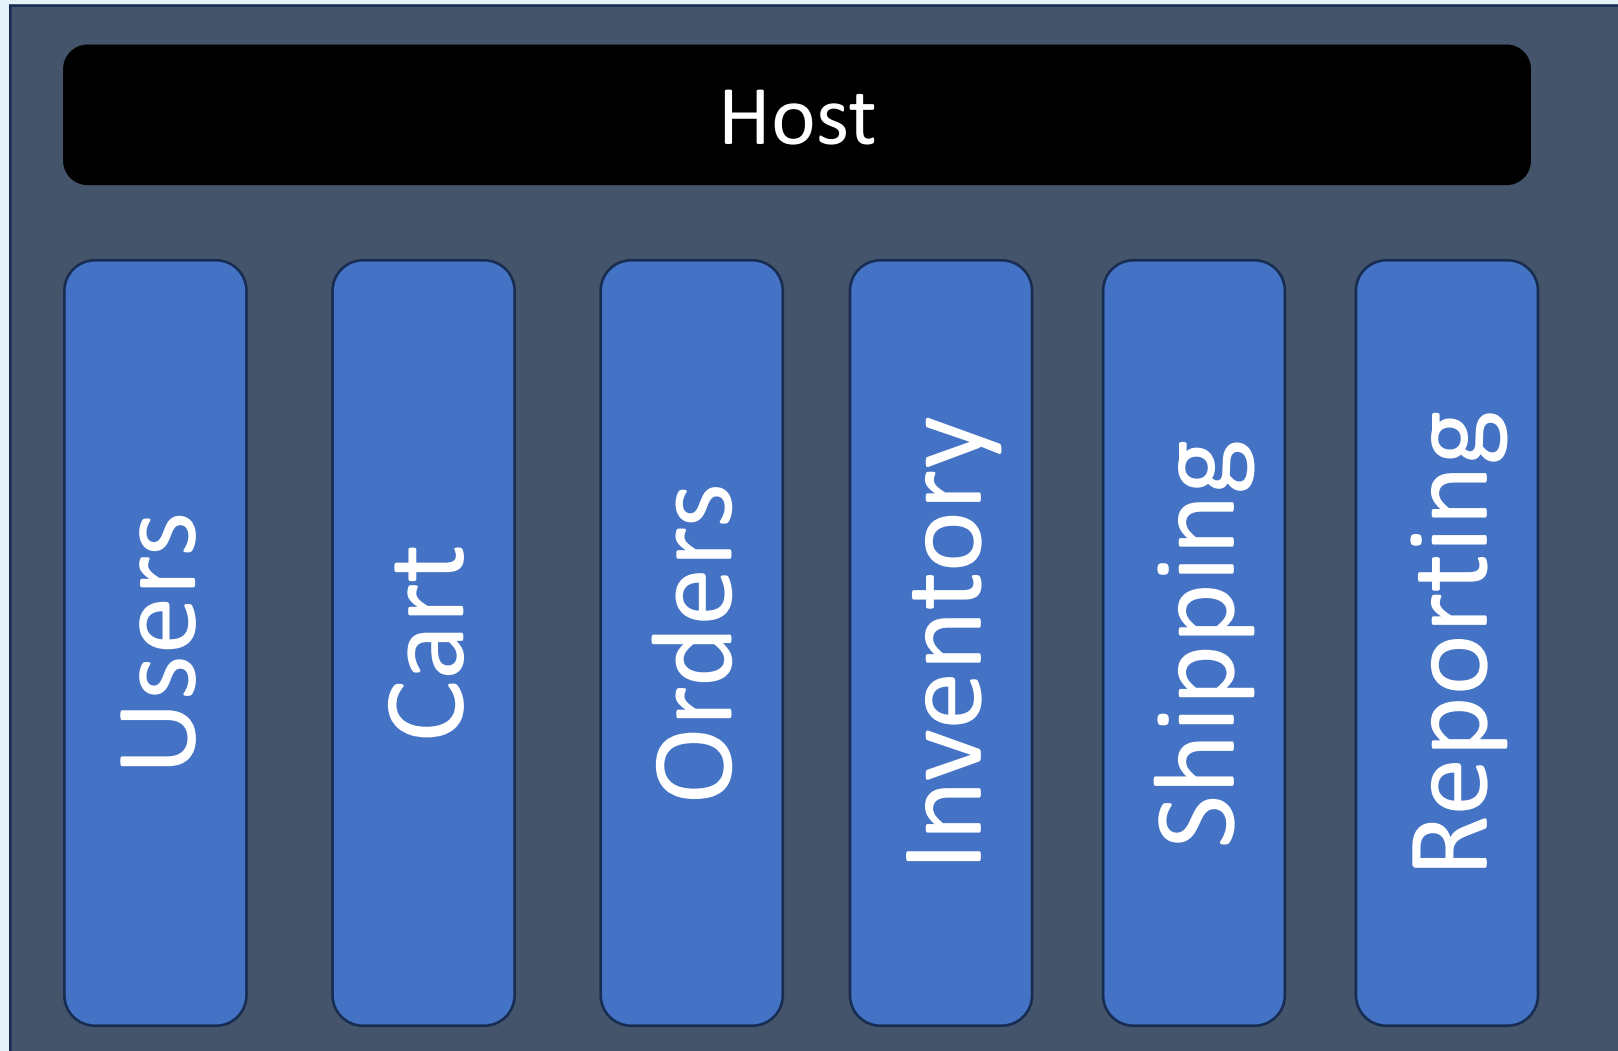 Host
Users
Cart
Orders
Inventory
Shipping
Reporting